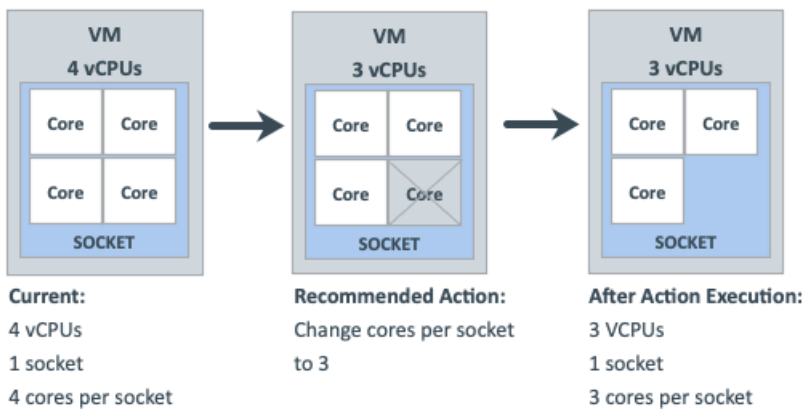 VM
4 vCPUs
Core Core
Core Core
SOCKET
Current:
4 vCPUs
1 socket
4 cores per socket
VM
3 vCPUs
Core Core
Core Core
SOCKET
Recommended Action:
Change cores per socket
to 3
VM
3 vCPUs
Core Core
Core
SOCKET
After Action Execution:
3 VCPUs
1 socket
3 cores per socket